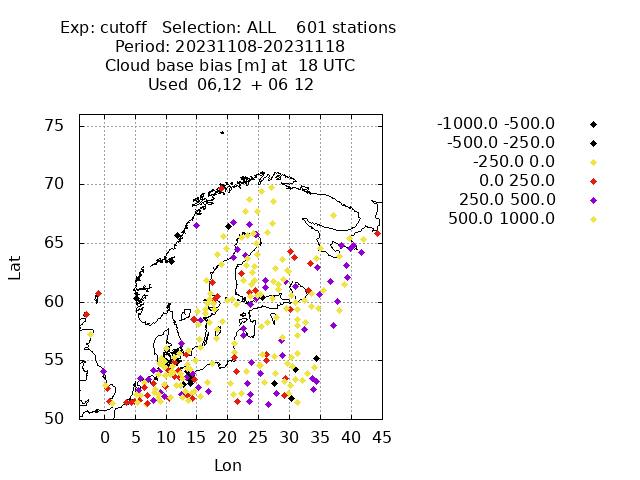 Exp: cutoff   Selection: ALL    601 stations
Period: 20231108-20231118
Cloud base bias [m] at  18 UTC
Used  06,12  + 06 12
-1000.0 -500.0
-500.0 -250.0
-250.0 0.0
0.0 250.0
250.0 500.0
500.0 1000.0
75
70
65
60
55
50
Lat
0 5 10 15 20 25 30 35 40 45
Lon